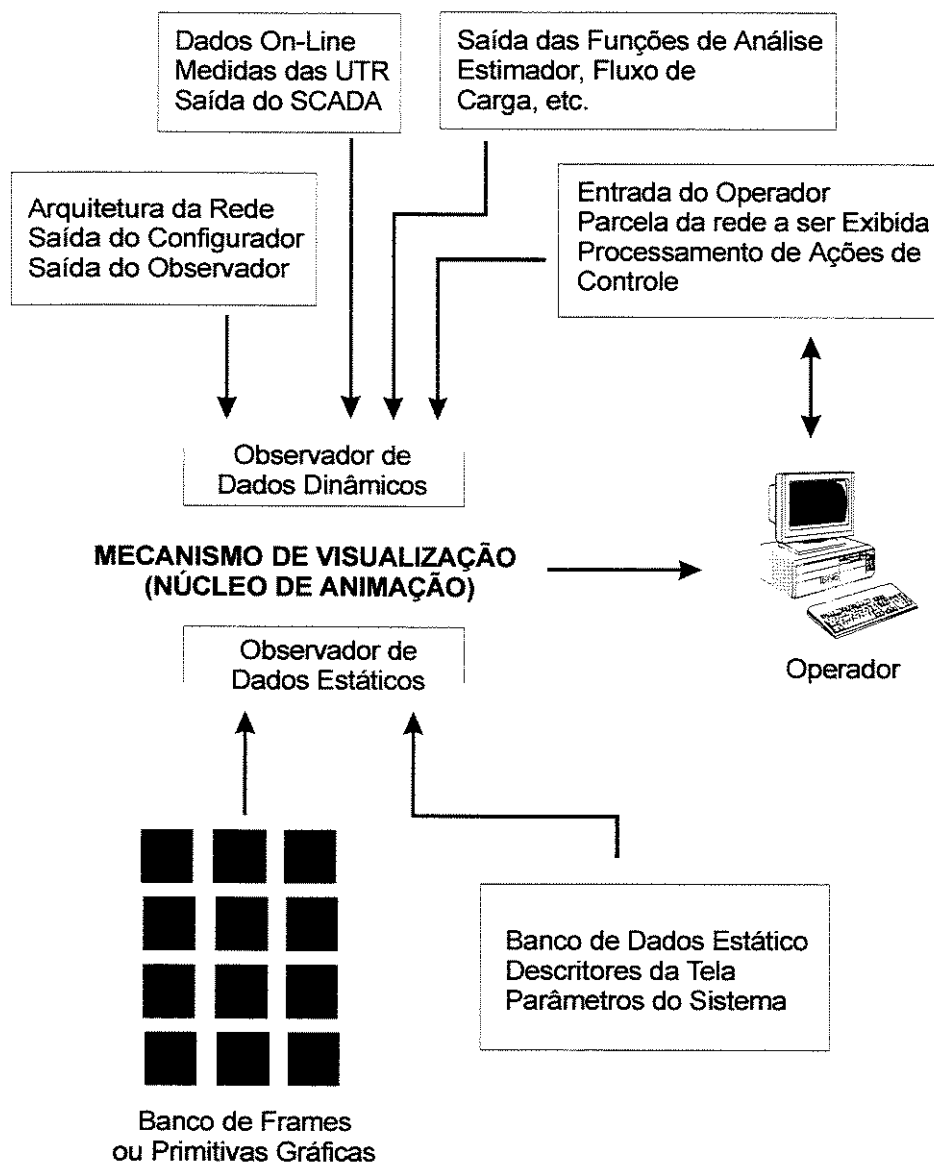 Dados On-Line
Medidas das UTR
Saída do SCADA
Saída das Funções de Análise
Estimador, Fluxo de
Carga, etc.
Arquitetura da Rede
Saída do Configurador
Saída do Observador
Entrada do Operador
Parcela da rede a ser Exibida
Processamento de Ações de
Controle
Observador de
Dados Dinâmicos
MECANISMO DE VISUALIZAÇÃO
(NÚCLEO DE ANIMAÇÃO)
Observador de
Dados Estáticos
Operador
Banco de Dados Estático
Descritores da Tela
Parâmetros do Sistema
Banco de Frames
ou Primitivas Gráficas